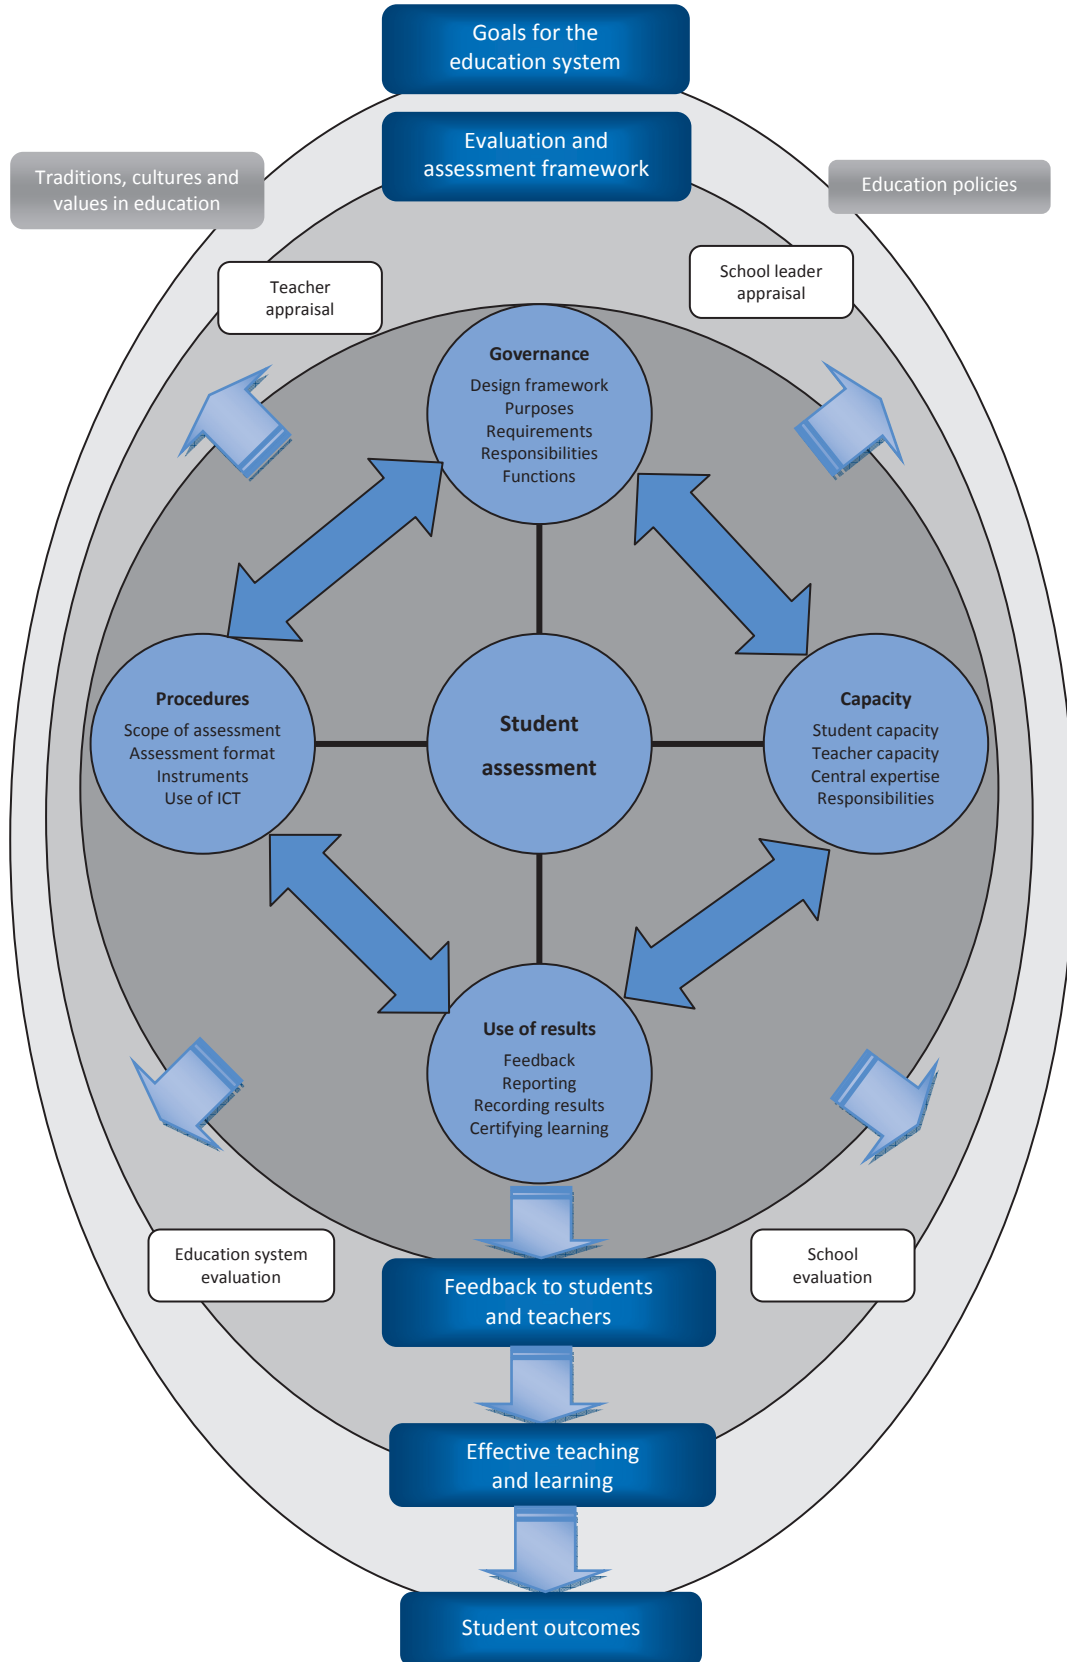 Goals for the
education system
Evaluation and
assessment framework
Traditions, cultures and
values in education
Education policies
Teacher
appraisal
School leader
appraisal
Governance
Design framework
Purposes
Requirements
Responsibilities
Functions
Procedures
Scope of assessment
Assessment format
Instruments
Use of ICT
Student
assessment
Capacity
Student capacity
Teacher capacity
Central expertise
Responsibilities
Use of results
Feedback
Reporting
Recording results
Certifying learning
Education system
evaluation
School
evaluation
Feedback to students
and teachers
Effective teaching
and learning
Student outcomes